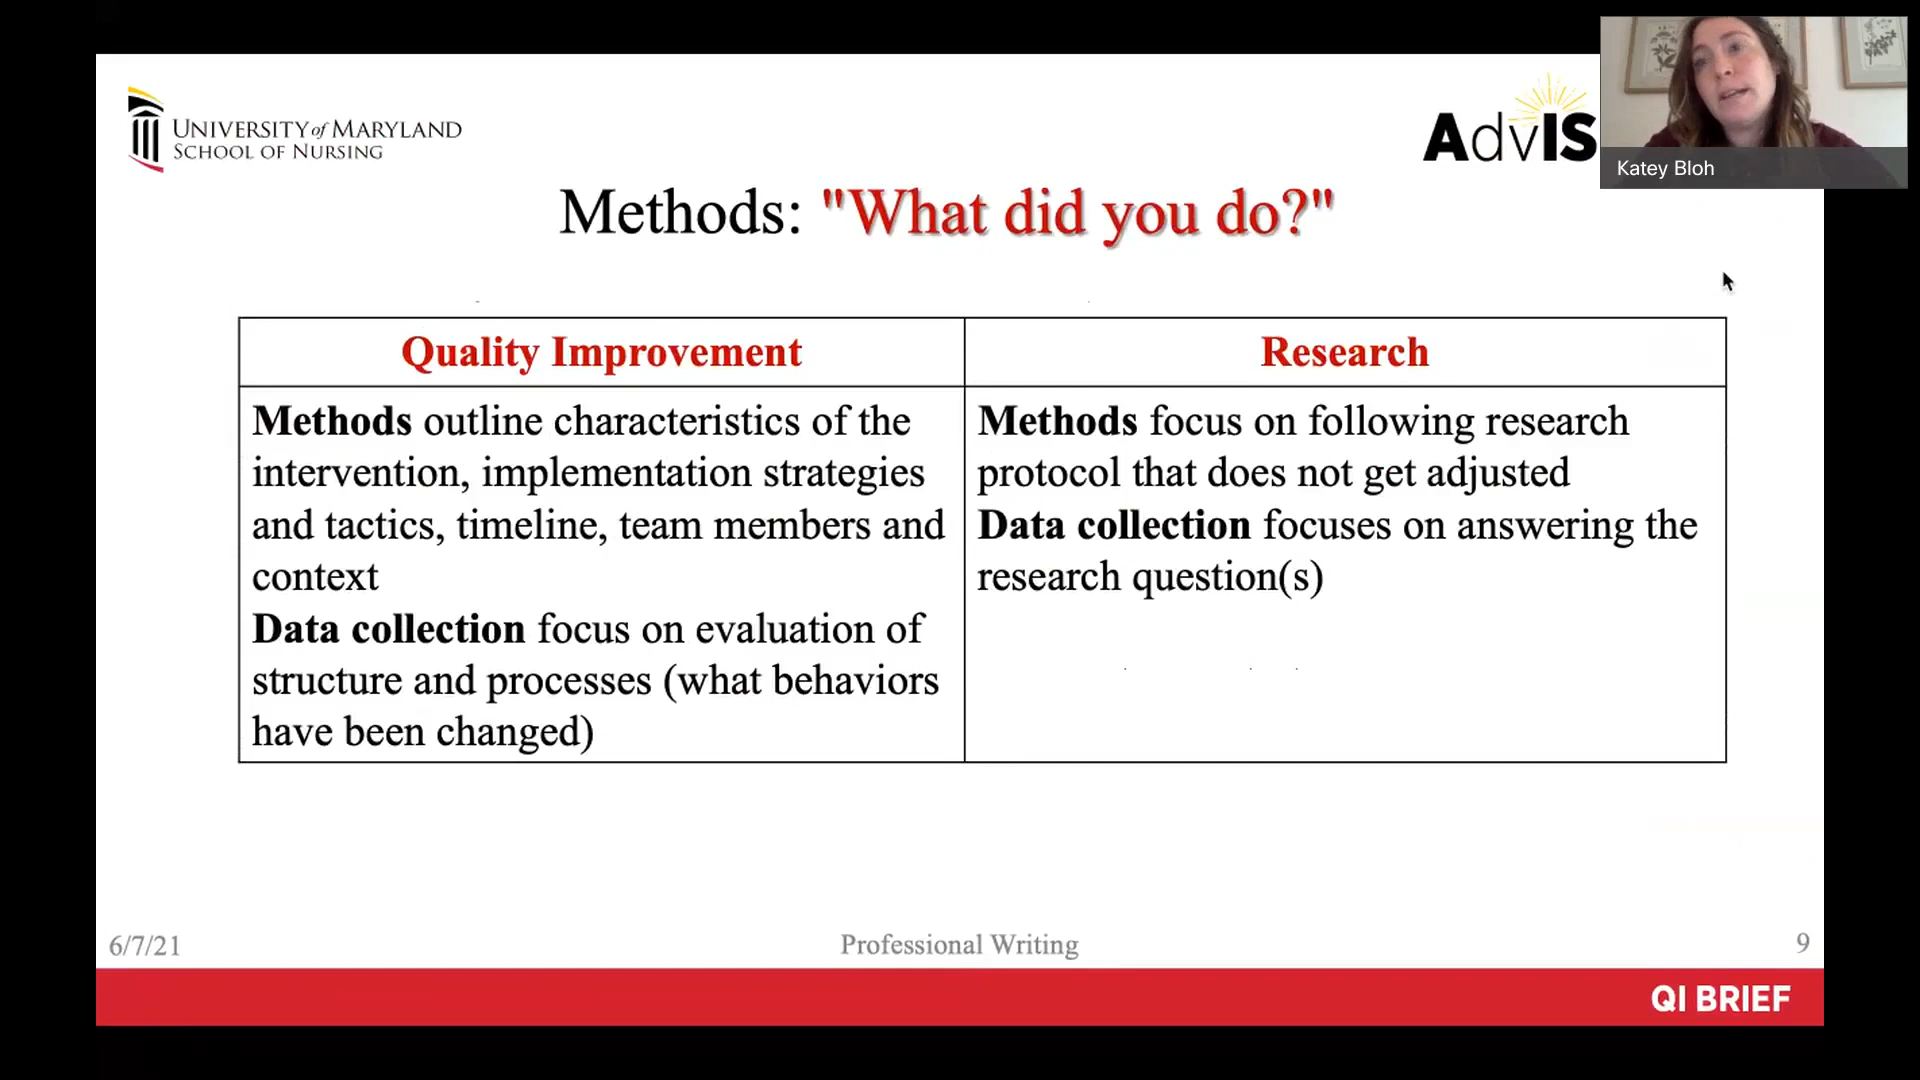 UNIVERSITY of MARYLAND
SCHOOL OF NURSING
AdvIS
Katey Bloh
Methods: "What did you do?"
Quality Improvement
Methods outline characteristics of the
intervention, implementation strategies
and tactics, timeline, team members and
context
Data collection focus on evaluation of
structure and processes (what behaviors
have been changed)
Research
Methods focus on following research
protocol that does not get adjusted
Data collection focuses on answering the
research question(s)
6/7/21
Professional Writing
9
QI BRIEF